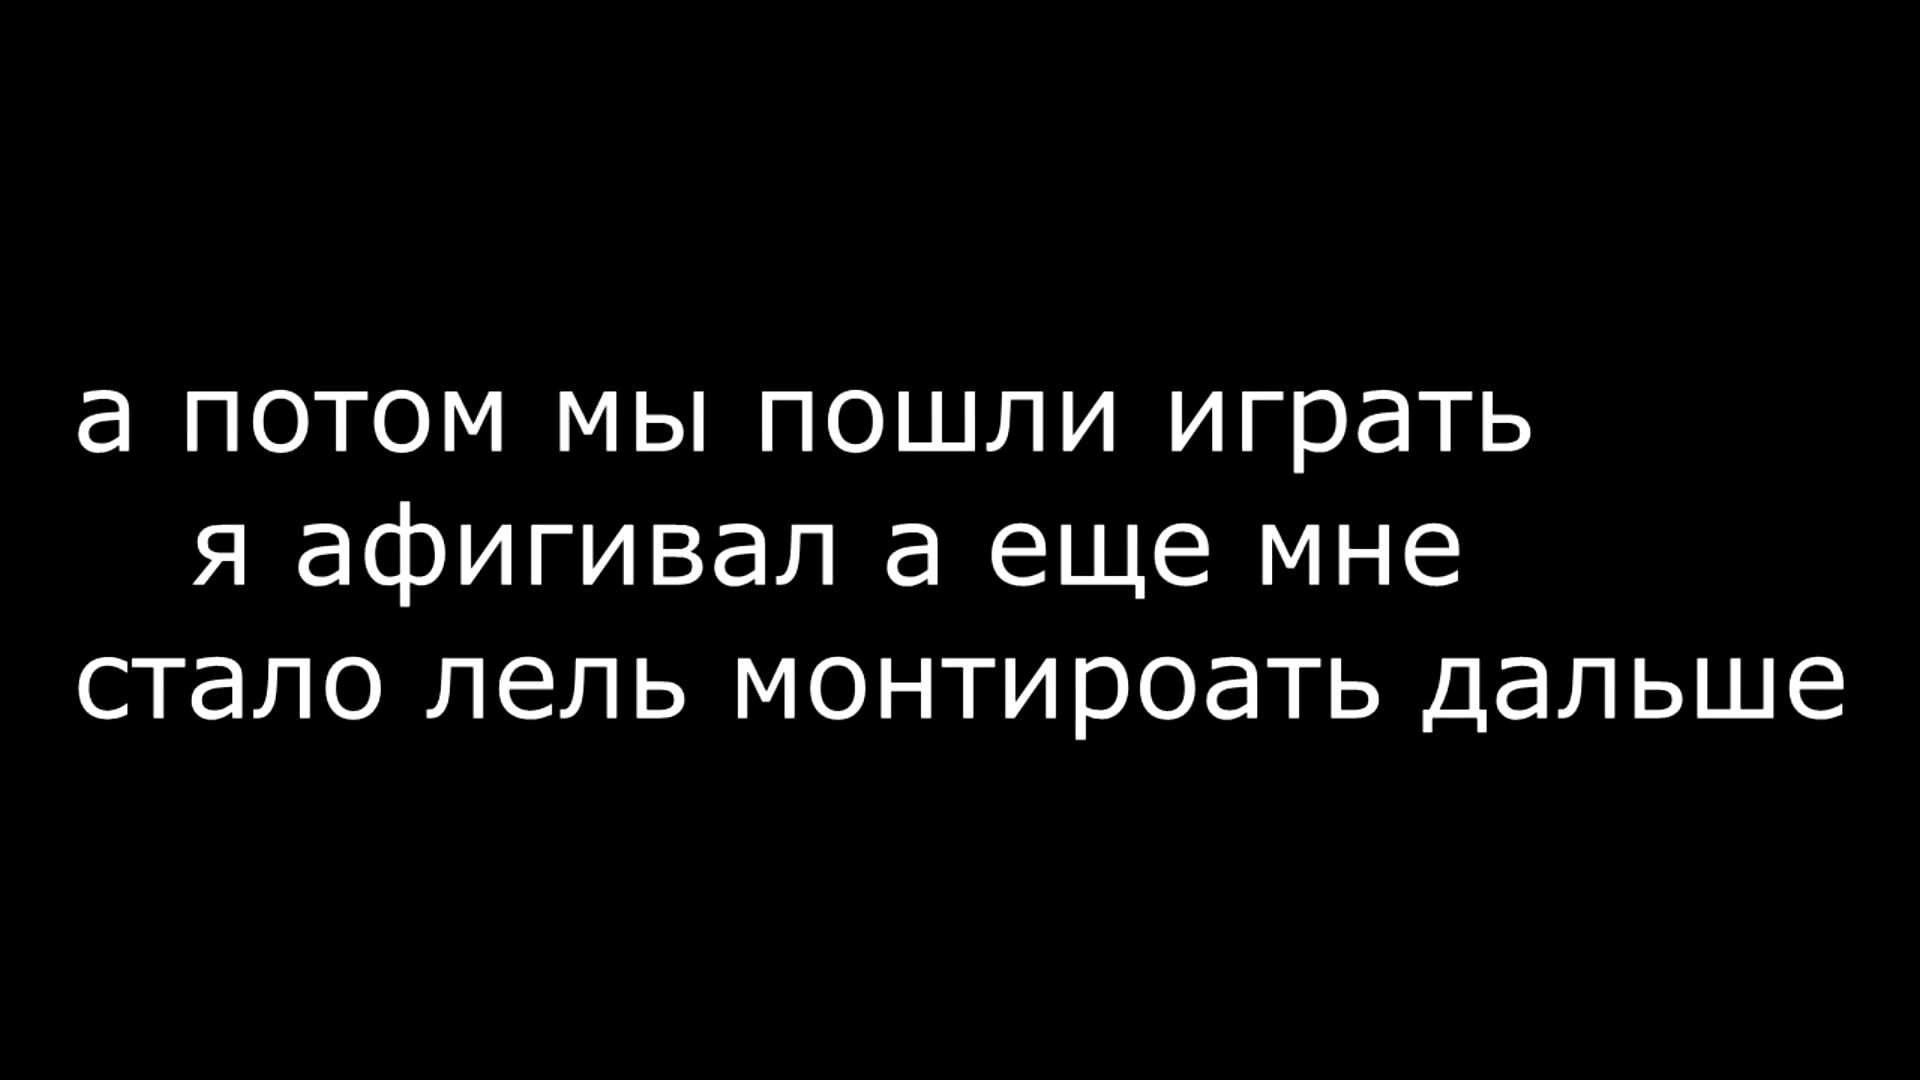 а потом мы пошли играть
я афигивал а еще мне
стало лель монтироать дальше